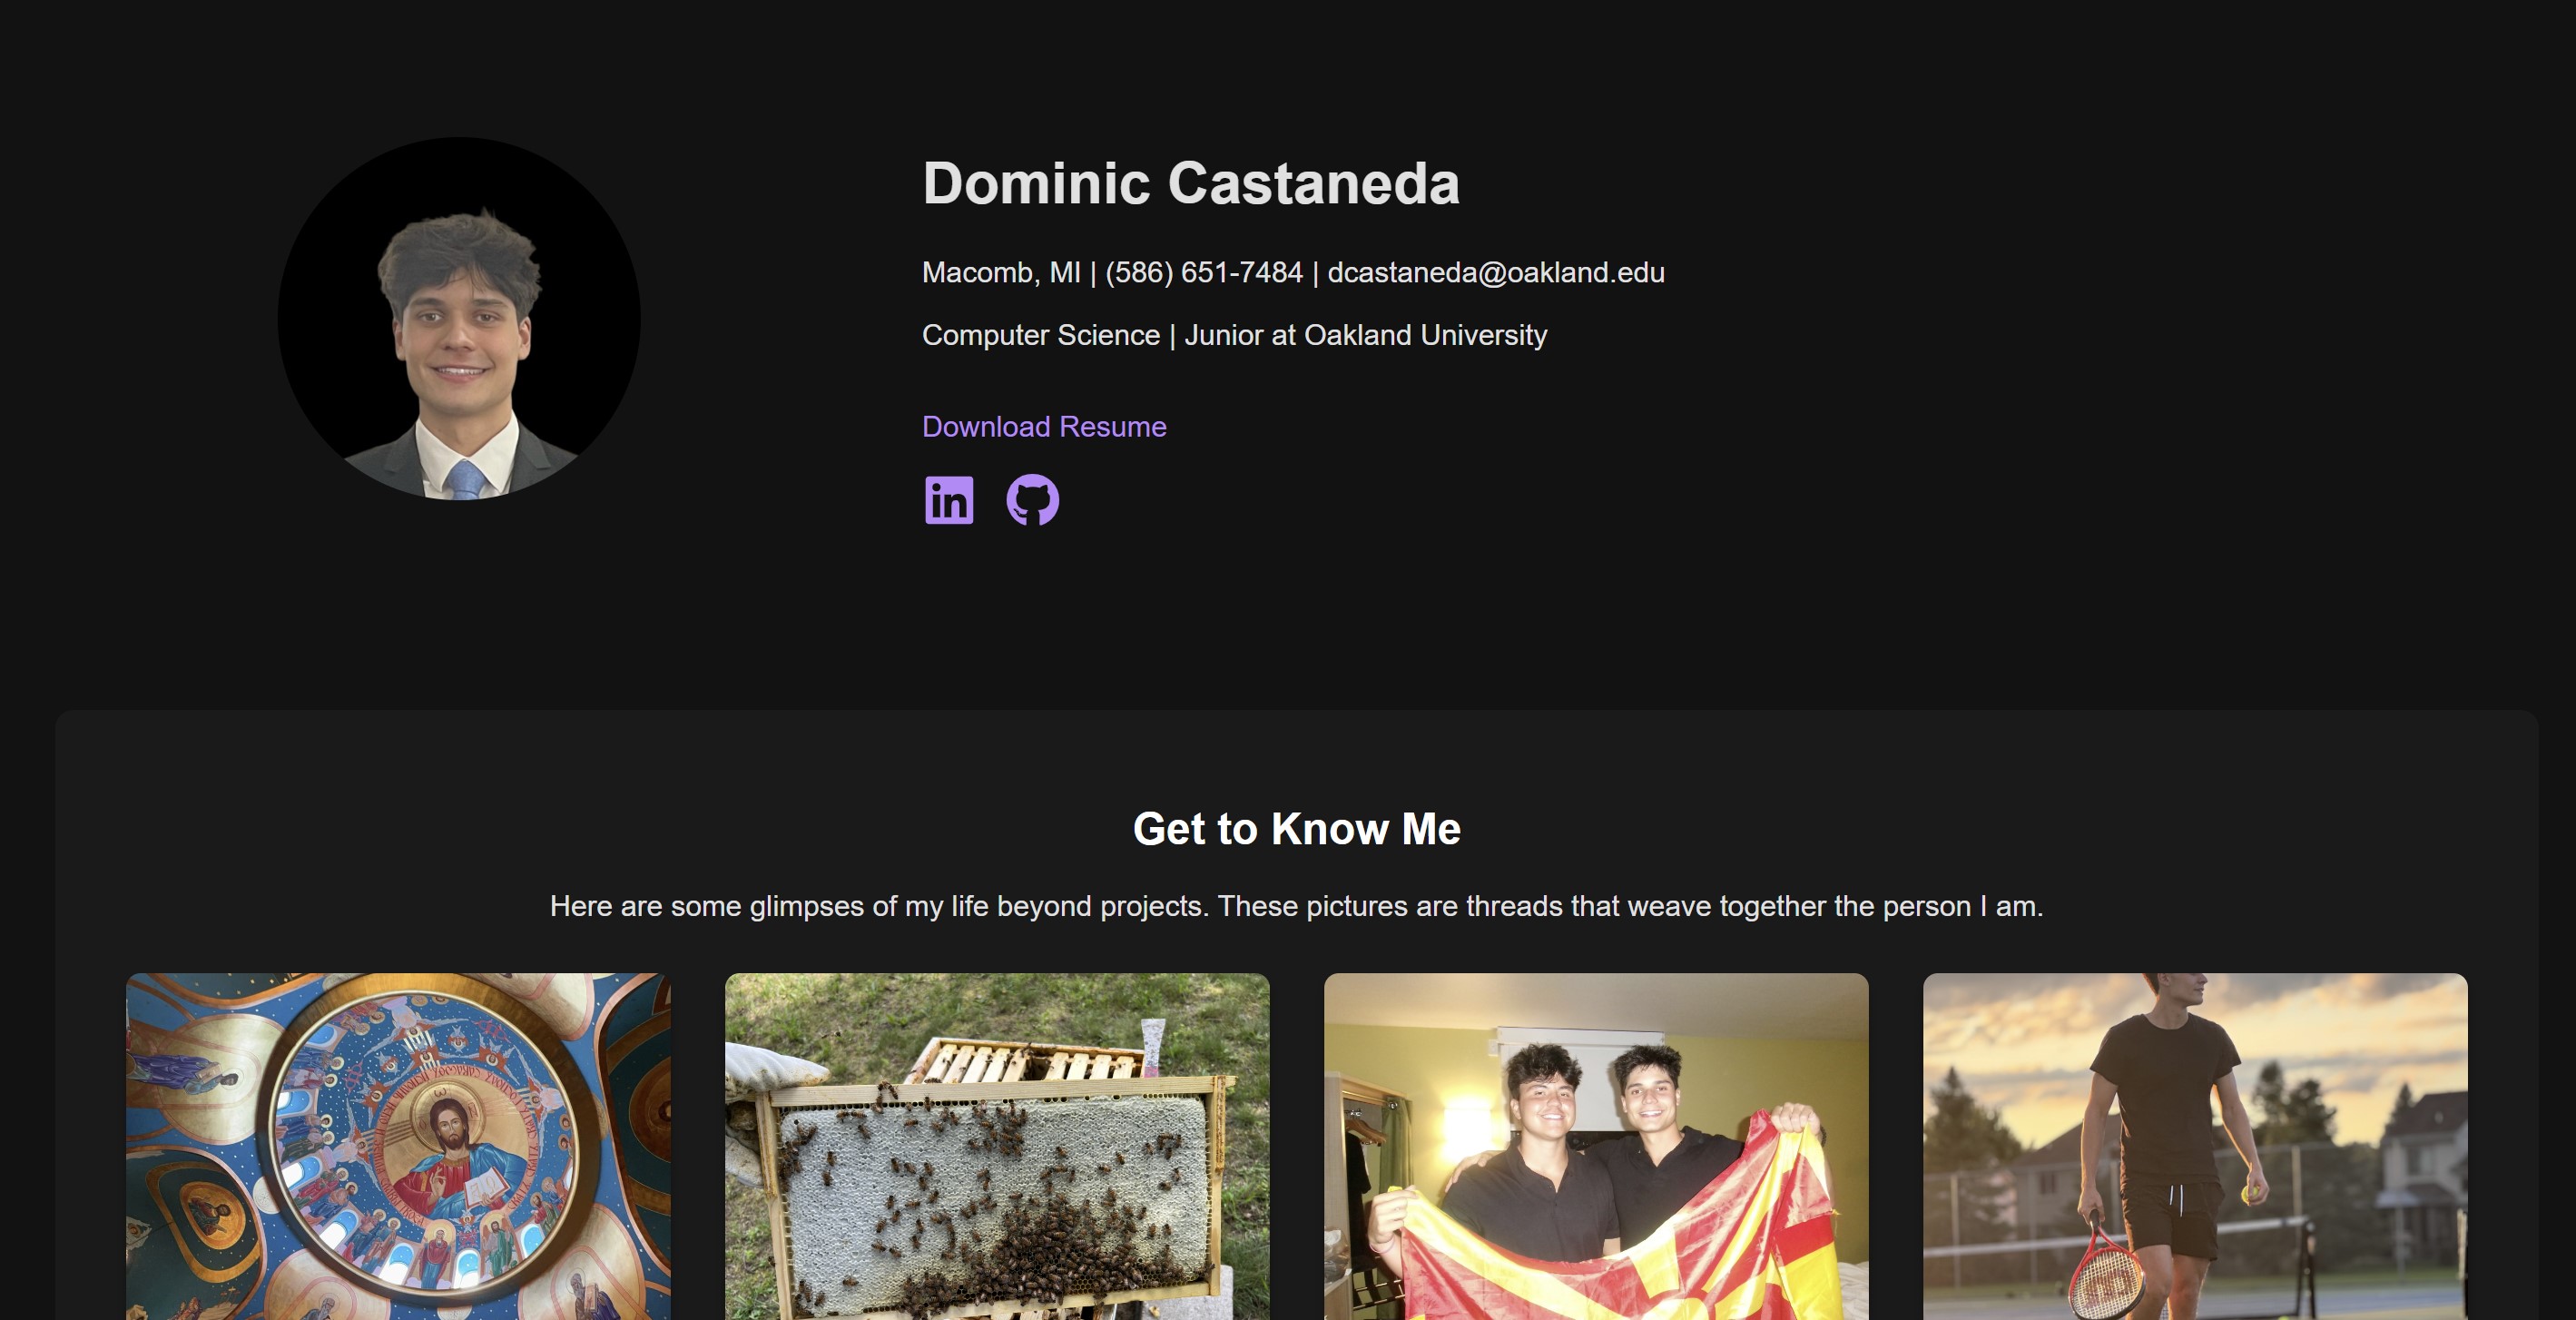 Dominic Castaneda
Macomb, MI | (586) 651-7484 | dcastaneda@oakland.edu
Computer Science | Junior at Oakland University
Download Resume
in
Get to Know Me
Here are some glimpses of my life beyond projects. These pictures are threads that weave together the person I am.